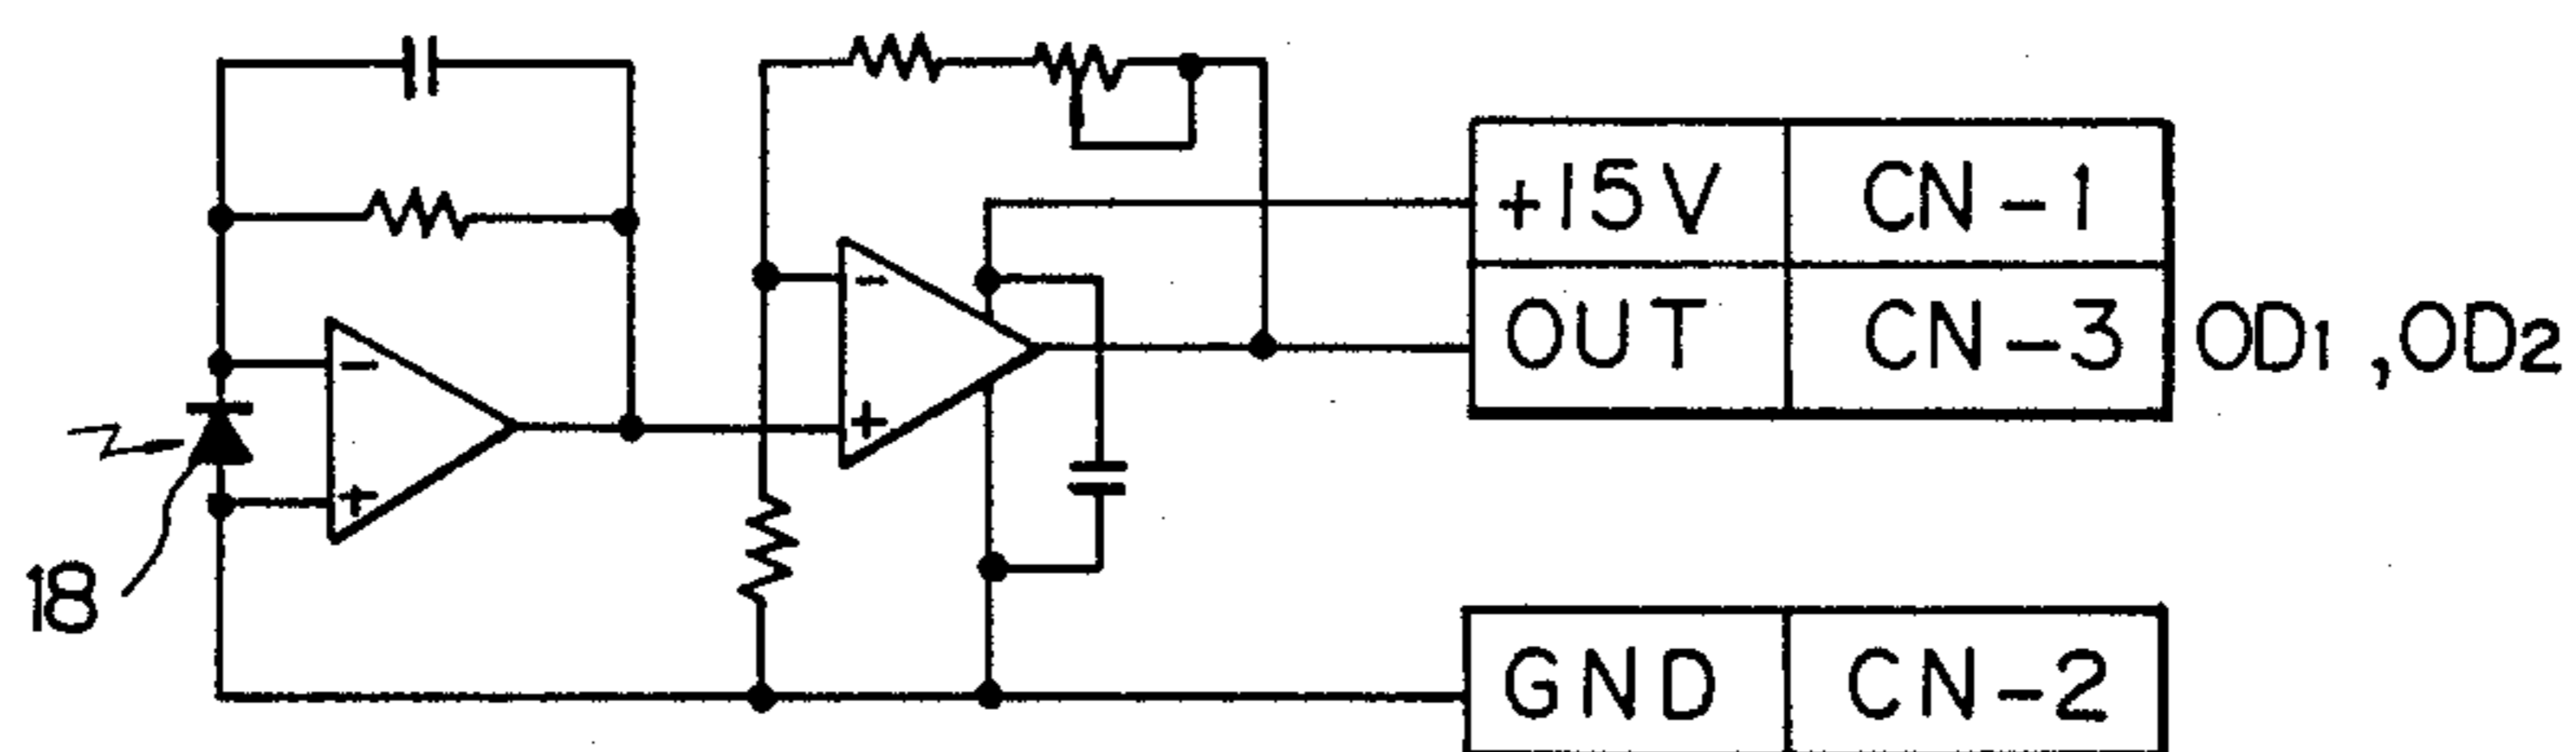 +15V CN-1
OUT CN-3 OD1, OD2
GND CN-2
18
- +
- +